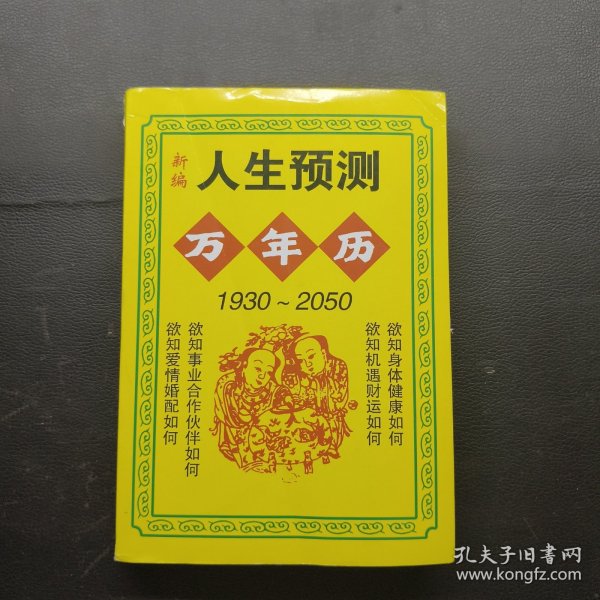 新编
人生预测
万年历
1930~2050
欲知身体健康如何
欲知机遇财运如何
欲知事业合作伙伴如何
欲知爱情婚配如何
孔夫子旧书网
www.kongfz.com